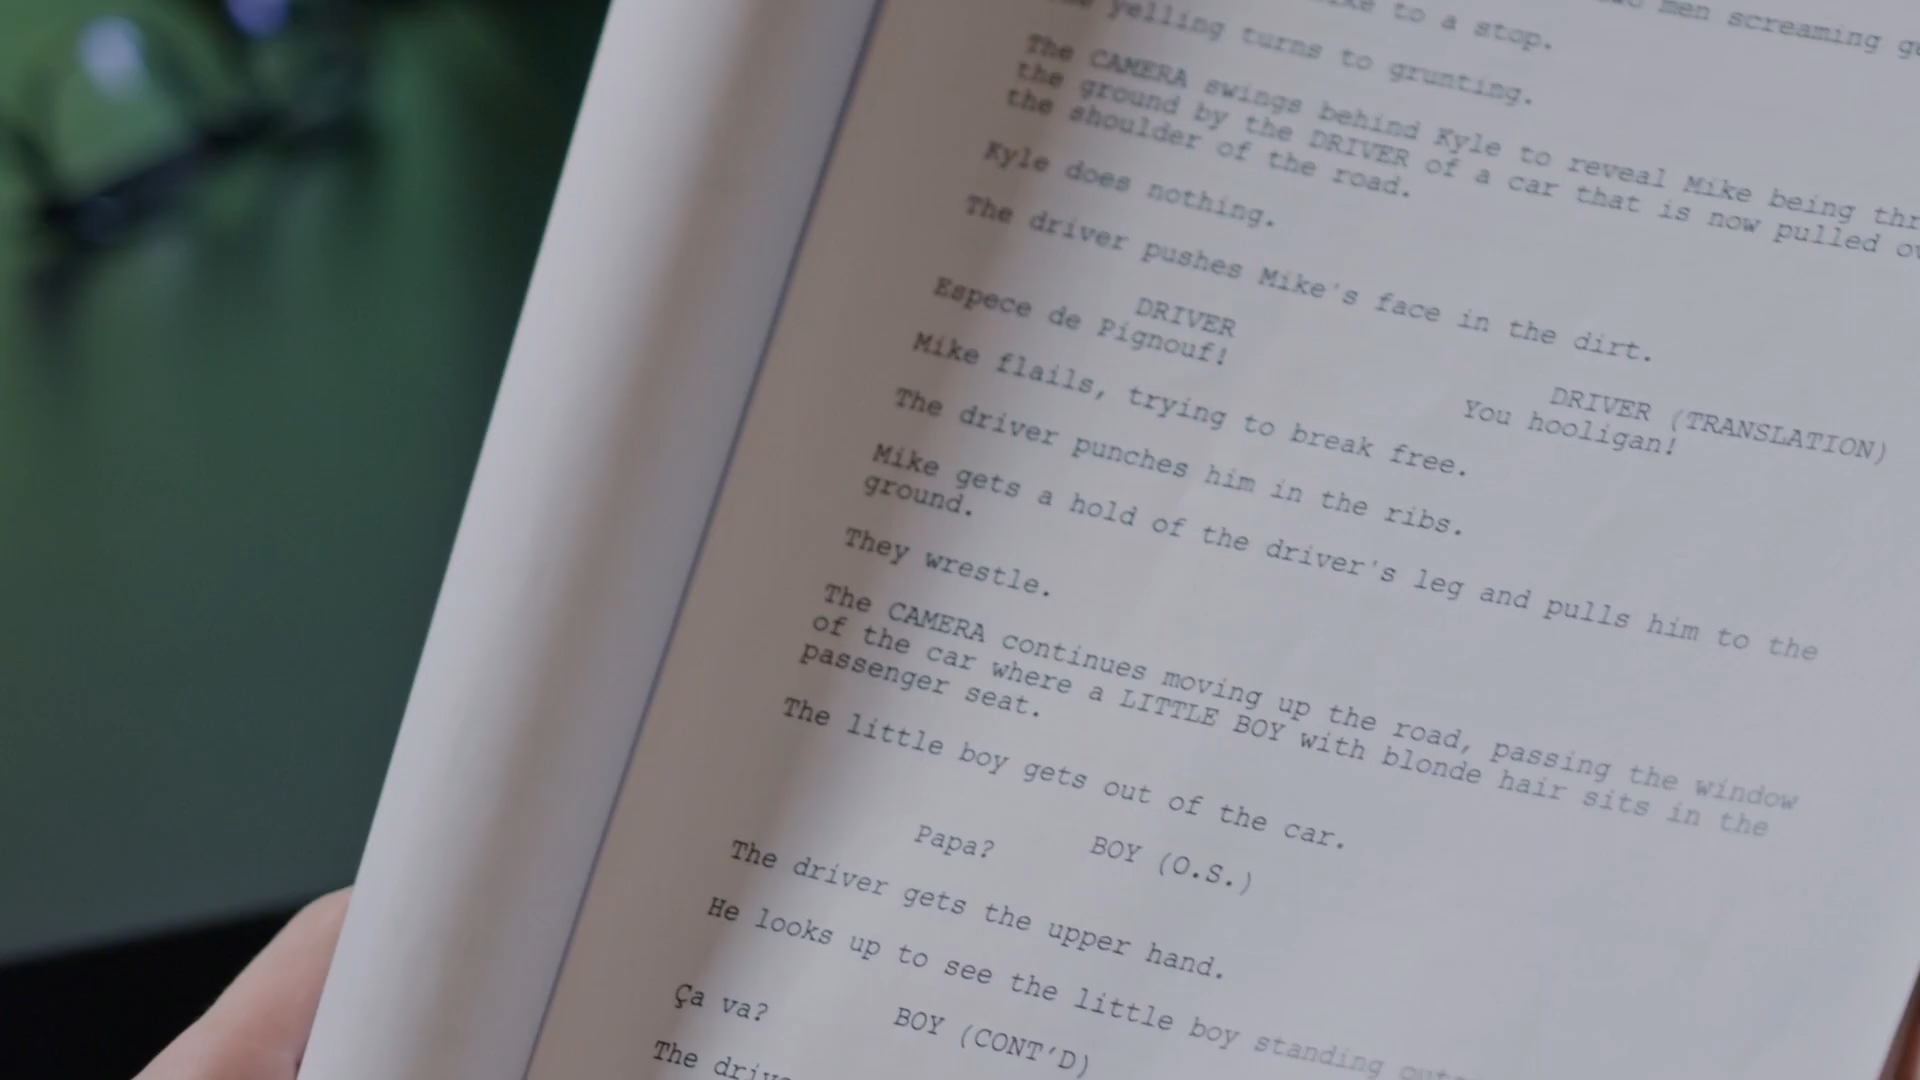 men screaming
to a stop.
yelling turns to grunting.
The CAMERA swings behind Kyle to reveal Mike being
the ground by the DRIVER of a car that is now pulled
the shoulder of the road.
Kyle does nothing.
The driver pushes Mike's face in the dirt.
DRIVER
Espece de Pignouf!
DRIVER (TRANSLATION)
You hooligan!
Mike flails, trying to break free.
The driver punches him in the ribs.
Mike gets a hold of the driver's leg and pulls him to the
ground.
They wrestle.
The CAMERA continues moving up the road, passing the window
of the car where a LITTLE BOY with blonde hair sits in the
passenger seat.
The little boy gets out of the car.
BOY (O.S.)
Papa?
The driver gets the upper hand.
He looks up to see the little boy standing
BOY (CONT'D)
Ça va?
The